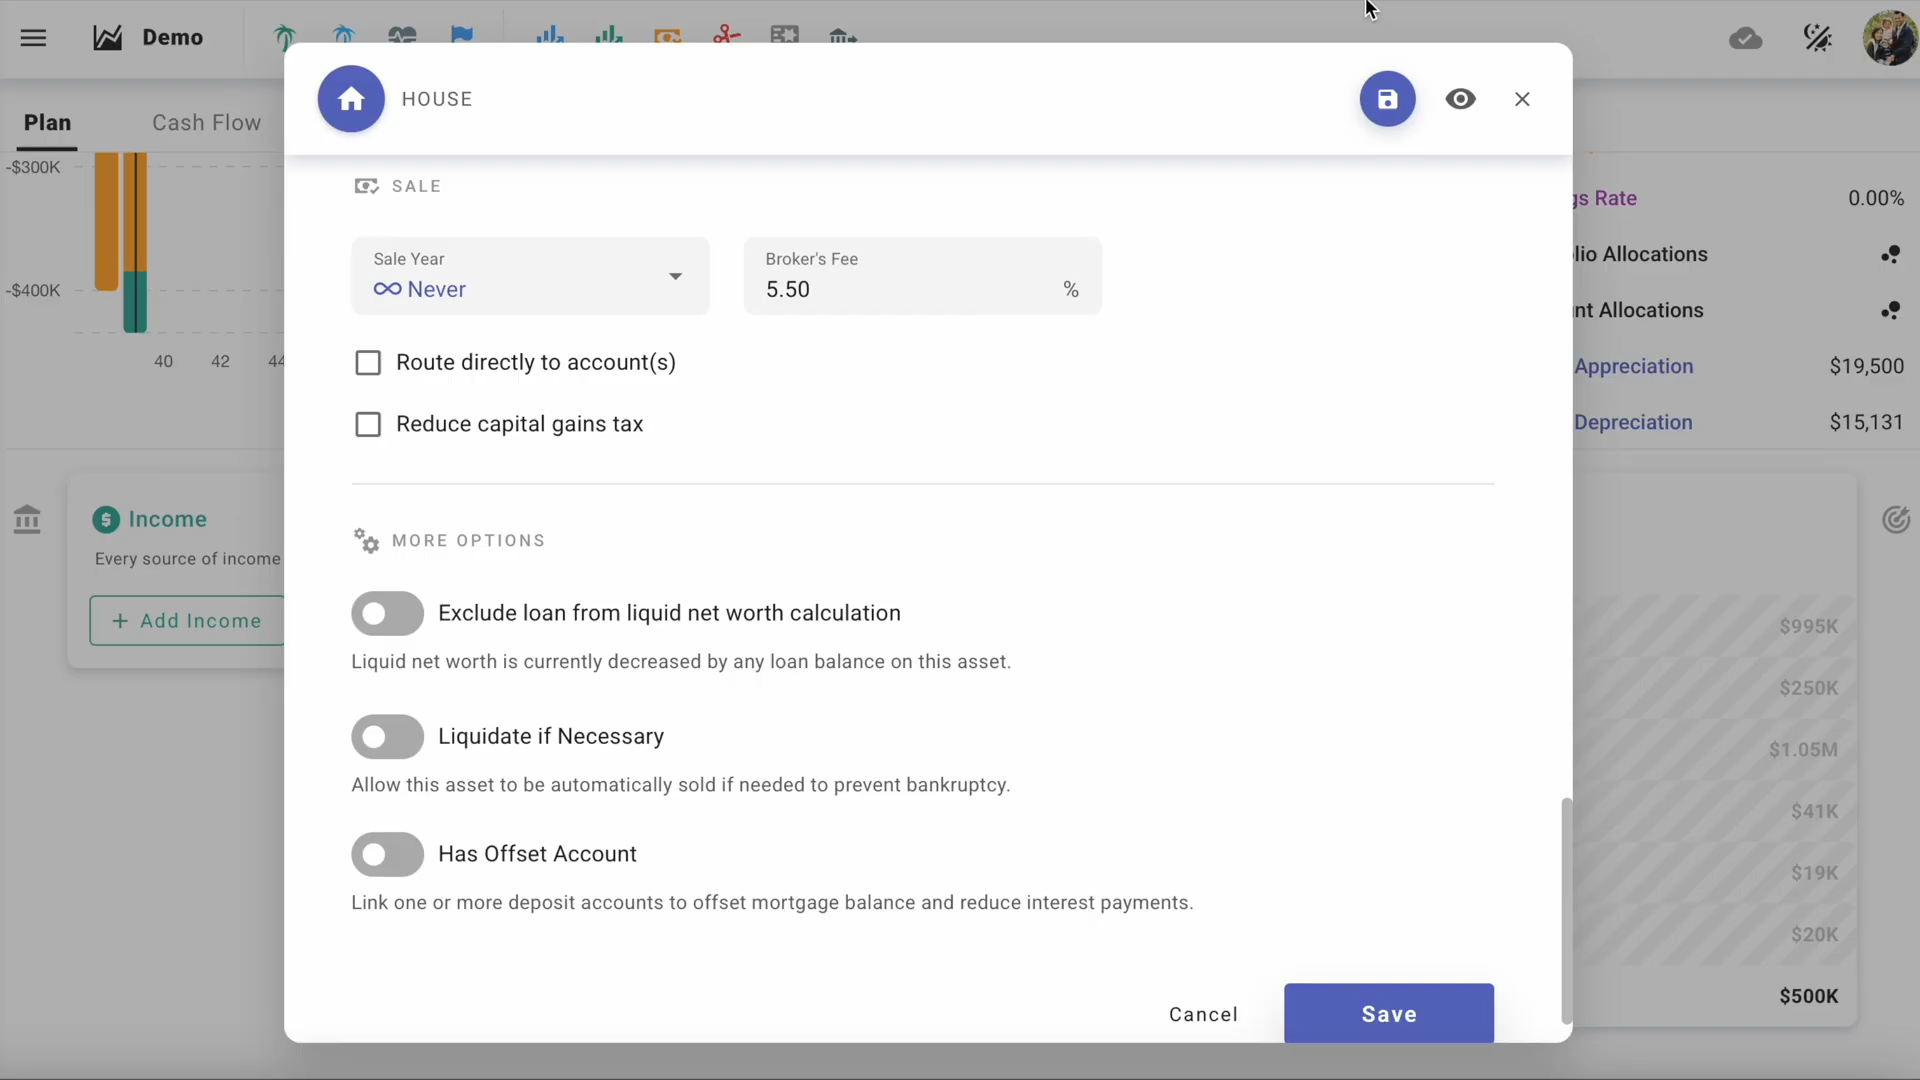 Demo
HOUSE
Plan
Cash Flow
-$300K
-$400K
40 42 44
SALE
Sale Year
Never
Broker's Fee
5.50 %
Route directly to account(s)
Reduce capital gains tax
MORE OPTIONS
Exclude loan from liquid net worth calculation
Liquid net worth is currently decreased by any loan balance on this asset.
Liquidate if Necessary
Allow this asset to be automatically sold if needed to prevent bankruptcy.
Has Offset Account
Link one or more deposit accounts to offset mortgage balance and reduce interest payments.
Cancel
Save
$ Income
Every source of income
+ Add Income
gs Rate 0.00%
lio Allocations
nt Allocations
Appreciation $19,500
Depreciation $15,131
$995K
$250K
$1.05M
$41K
$19K
$20K
$500K